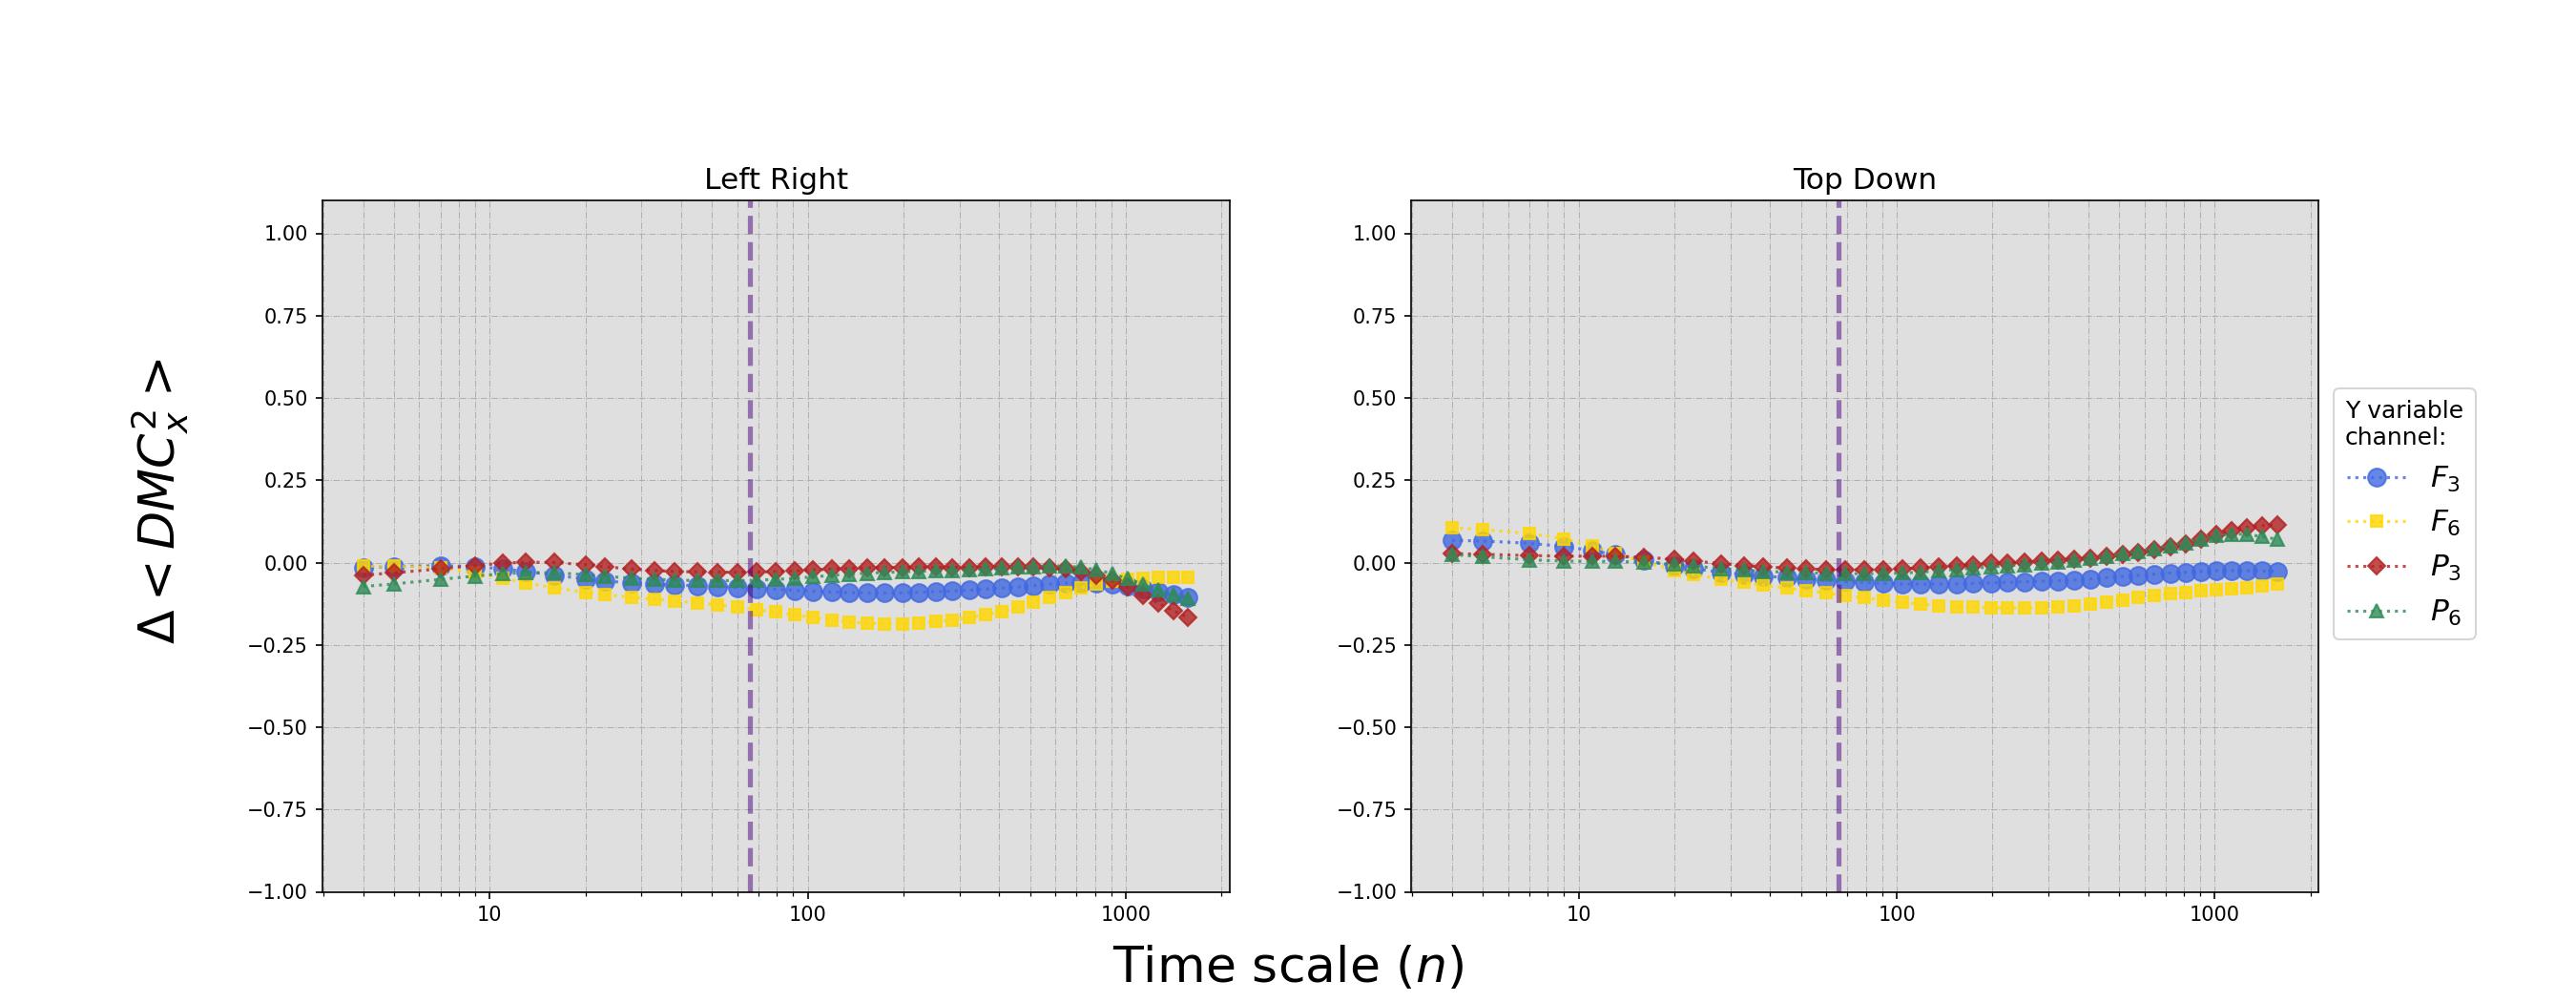 Left Right
Top Down
Δ < DMC²ₓ >
1.00
0.75
0.50
0.25
0.00
−0.25
−0.50
−0.75
−1.00
10 100 1000
1.00
0.75
0.50
0.25
0.00
−0.25
−0.50
−0.75
−1.00
10 100 1000
Time scale (n)
Y variable
channel:
F₃
F₆
P₃
P₆